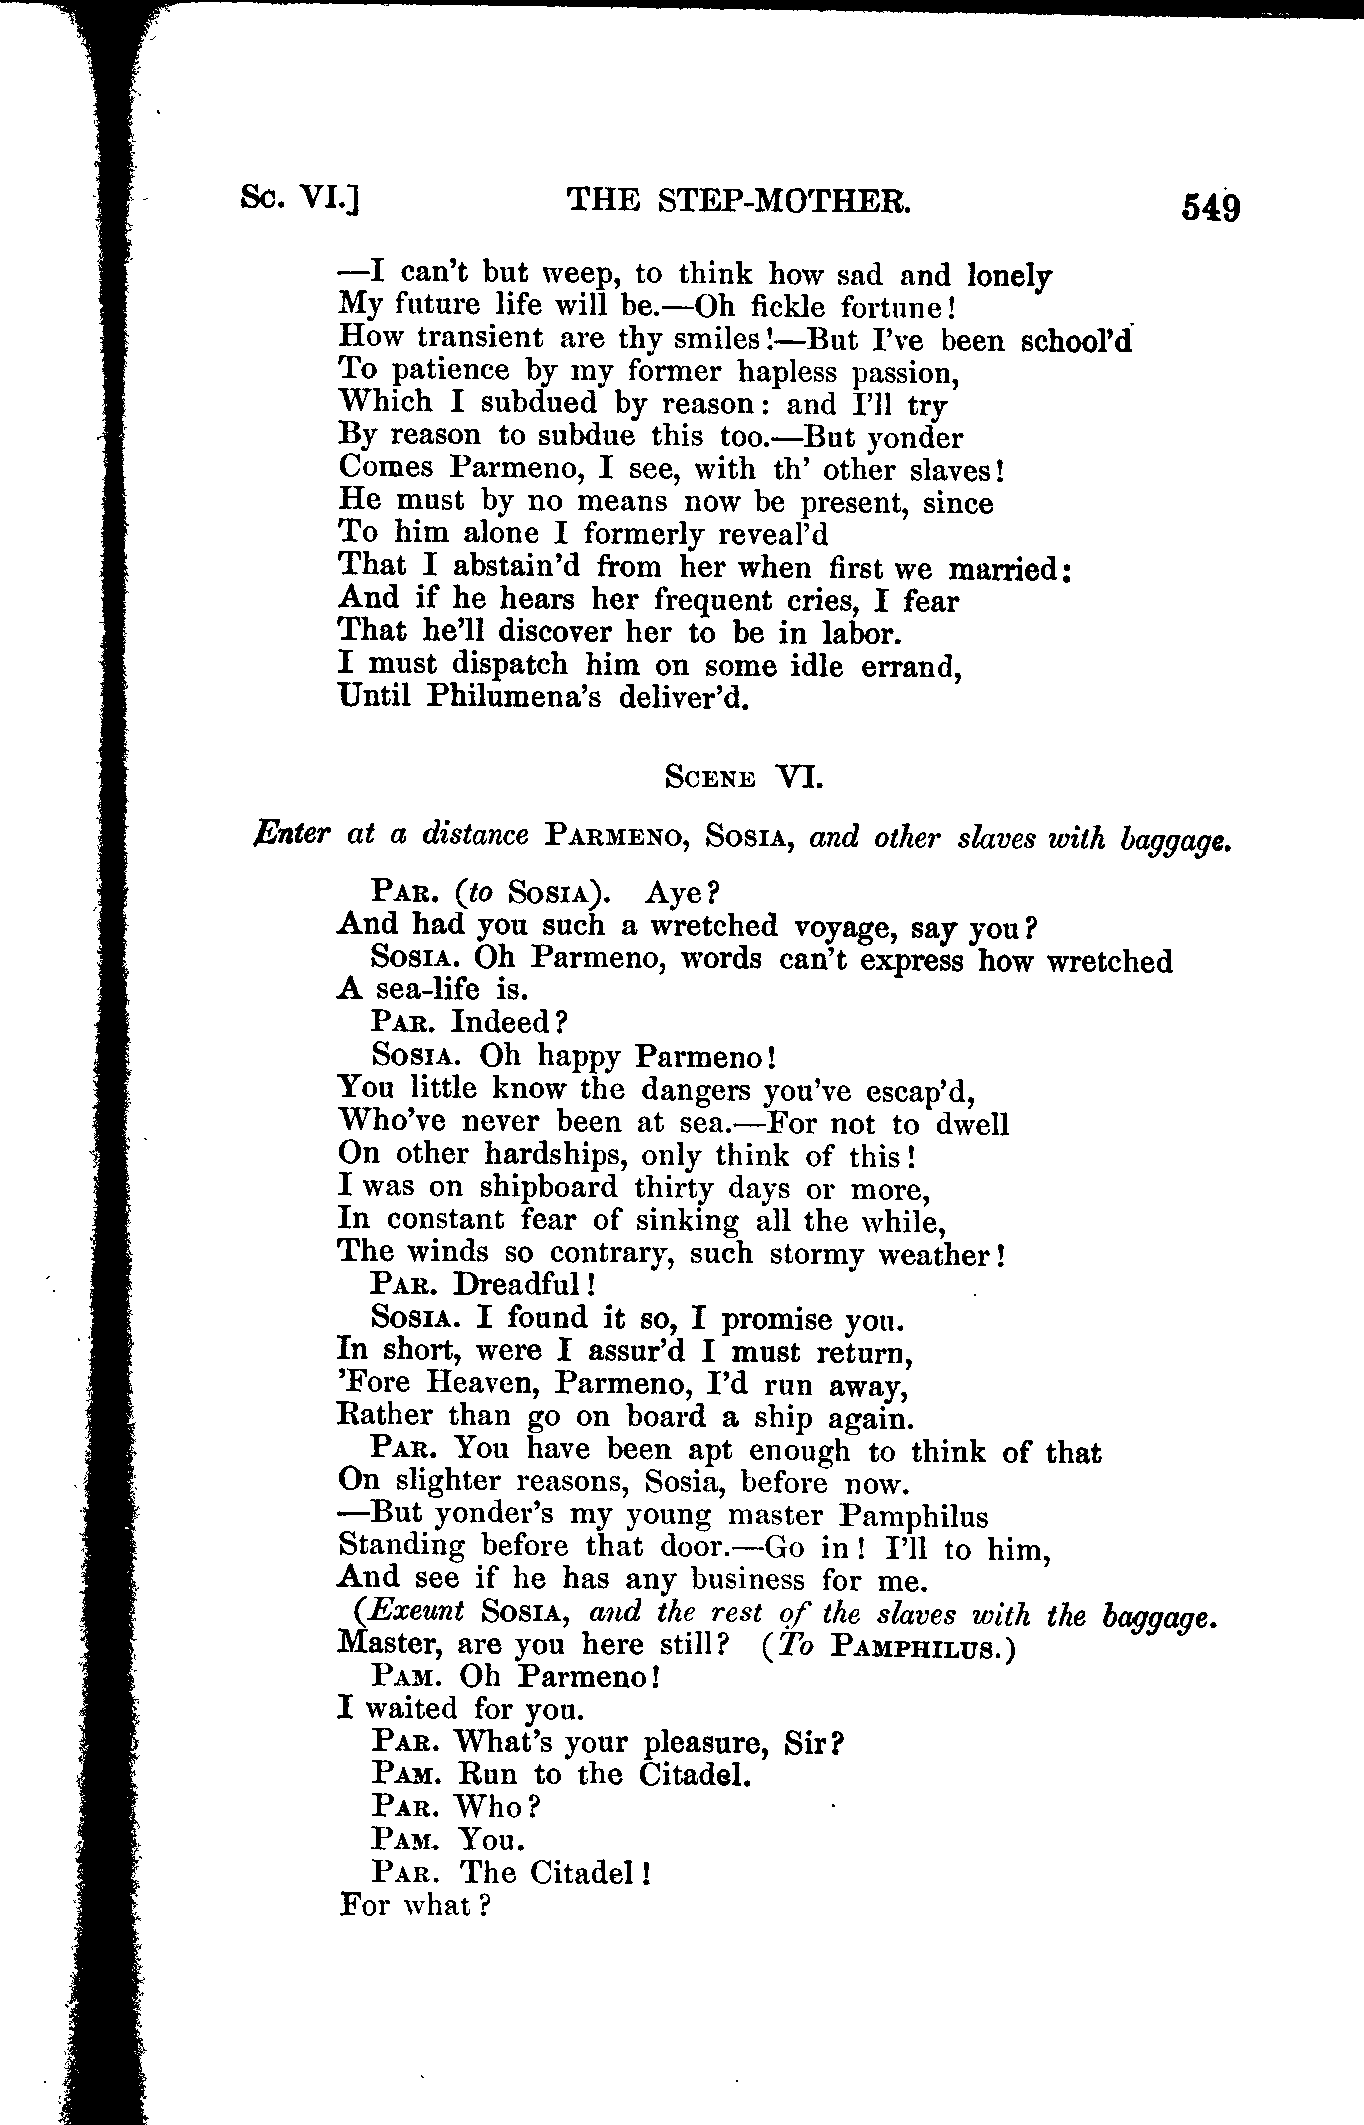 Sc. VI.] THE STEP-MOTHER. 549
—I can't but weep, to think how sad and lonely
My future life will be.—Oh fickle fortune!
How transient are thy smiles!—But I've been school'd
To patience by my former hapless passion,
Which I subdued by reason: and I'll try
By reason to subdue this too.—But yonder
Comes Parmeno, I see, with th' other slaves!
He must by no means now be present, since
To him alone I formerly reveal'd
That I abstain'd from her when first we married:
And if he hears her frequent cries, I fear
That he'll discover her to be in labor.
I must dispatch him on some idle errand,
Until Philumena's deliver'd.
SCENE VI.
Enter at a distance PARMENO, SOSIA, and other slaves with baggage.
PAR. (to SOSIA). Aye?
And had you such a wretched voyage, say you?
SOSIA. Oh Parmeno, words can't express how wretched
A sea-life is.
PAR. Indeed?
SOSIA. Oh happy Parmeno!
You little know the dangers you've escap'd,
Who've never been at sea.—For not to dwell
On other hardships, only think of this!
I was on shipboard thirty days or more,
In constant fear of sinking all the while,
The winds so contrary, such stormy weather!
PAR. Dreadful!
SOSIA. I found it so, I promise you.
In short, were I assur'd I must return,
'Fore Heaven, Parmeno, I'd run away,
Rather than go on board a ship again.
PAR. You have been apt enough to think of that
On slighter reasons, Sosia, before now.
—But yonder's my young master Pamphilus
Standing before that door.—Go in! I'll to him,
And see if he has any business for me.
(Exeunt SOSIA, and the rest of the slaves with the baggage.
Master, are you here still? (To PAMPHILUS.)
PAM. Oh Parmeno!
I waited for you.
PAR. What's your pleasure, Sir?
PAM. Run to the Citadel.
PAR. Who?
PAM. You.
PAR. The Citadel!
For what?